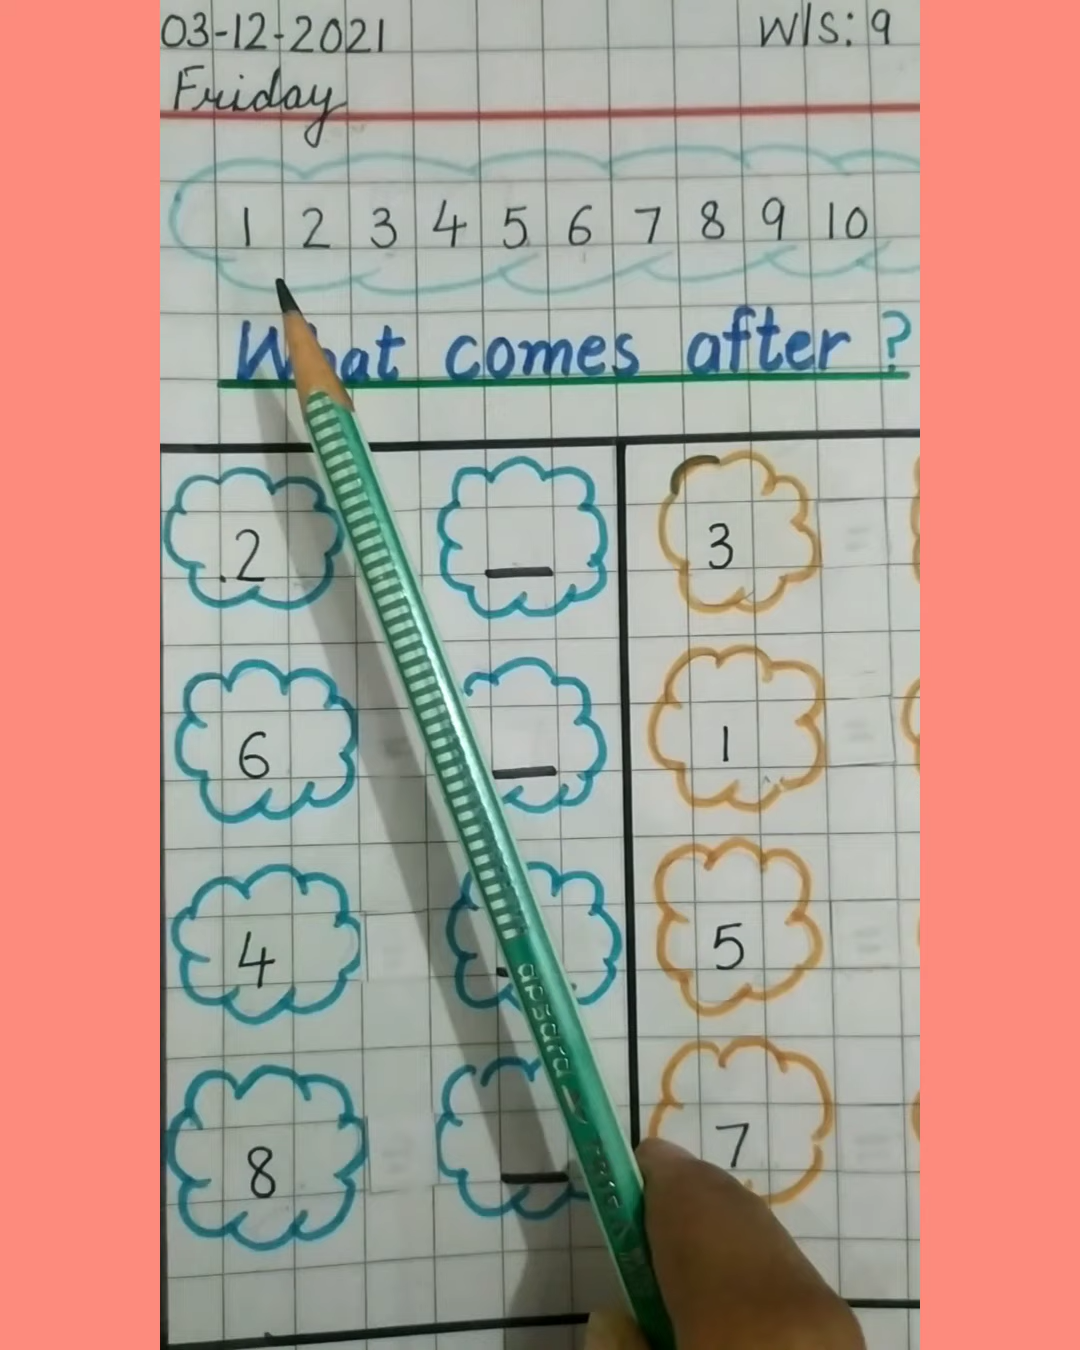 03-12-2021 W/S: 9
Friday
1 2 3 4 5 6 7 8 9 10
What comes after ?
2 _ 3
6 _ 1
4 _ 5
8 _ 7
apsara